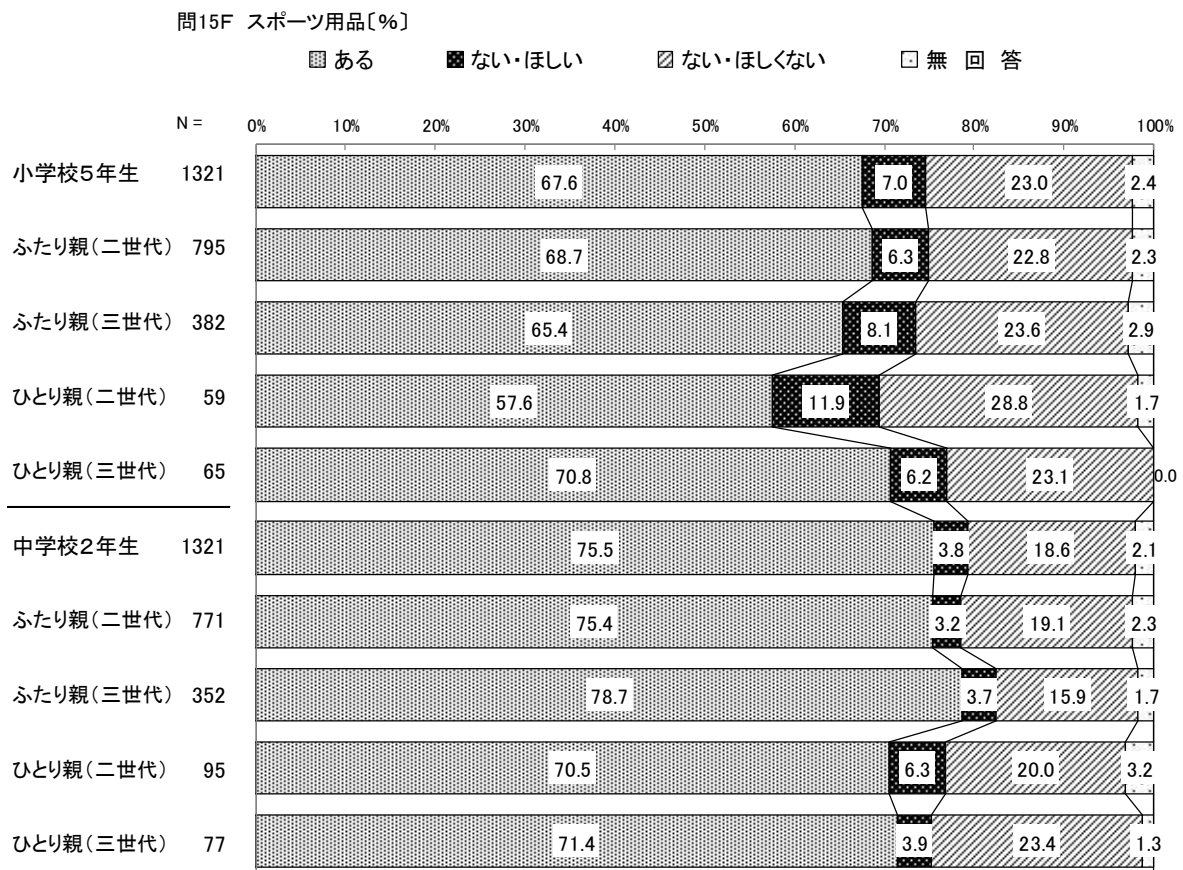 問15F スポーツ用品〔%〕
ある ない・ほしい ない・ほしくない 無 回 答
N = 0% 10% 20% 30% 40% 50% 60% 70% 80% 90% 100%
小学校5年生 1321 67.6 7.0 23.0 2.4
ふたり親(二世代) 795 68.7 6.3 22.8 2.3
ふたり親(三世代) 382 65.4 8.1 23.6 2.9
ひとり親(二世代) 59 57.6 11.9 28.8 1.7
ひとり親(三世代) 65 70.8 6.2 23.1 0.0
中学校2年生 1321 75.5 3.8 18.6 2.1
ふたり親(二世代) 771 75.4 3.2 19.1 2.3
ふたり親(三世代) 352 78.7 3.7 15.9 1.7
ひとり親(二世代) 95 70.5 6.3 20.0 3.2
ひとり親(三世代) 77 71.4 3.9 23.4 1.3